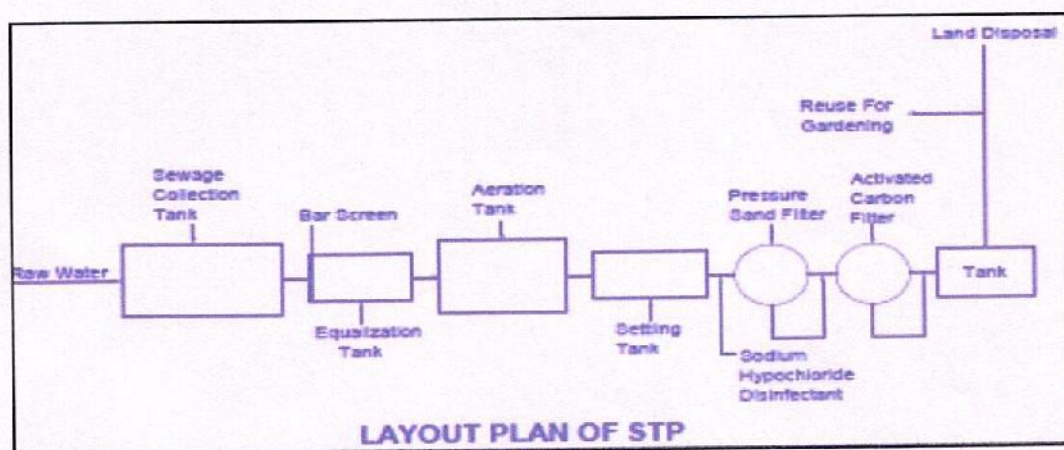 Land Disposal
Reuse For
Gardening
Sewage
Collection
Tank
Bar Screen
Aeration
Tank
Pressure
Sand Filter
Activated
Carbon
Filter
Raw Water
Tank
Equalization
Tank
Settling
Tank
Sodium
Hypochloride
Disinfectant
LAYOUT PLAN OF STP